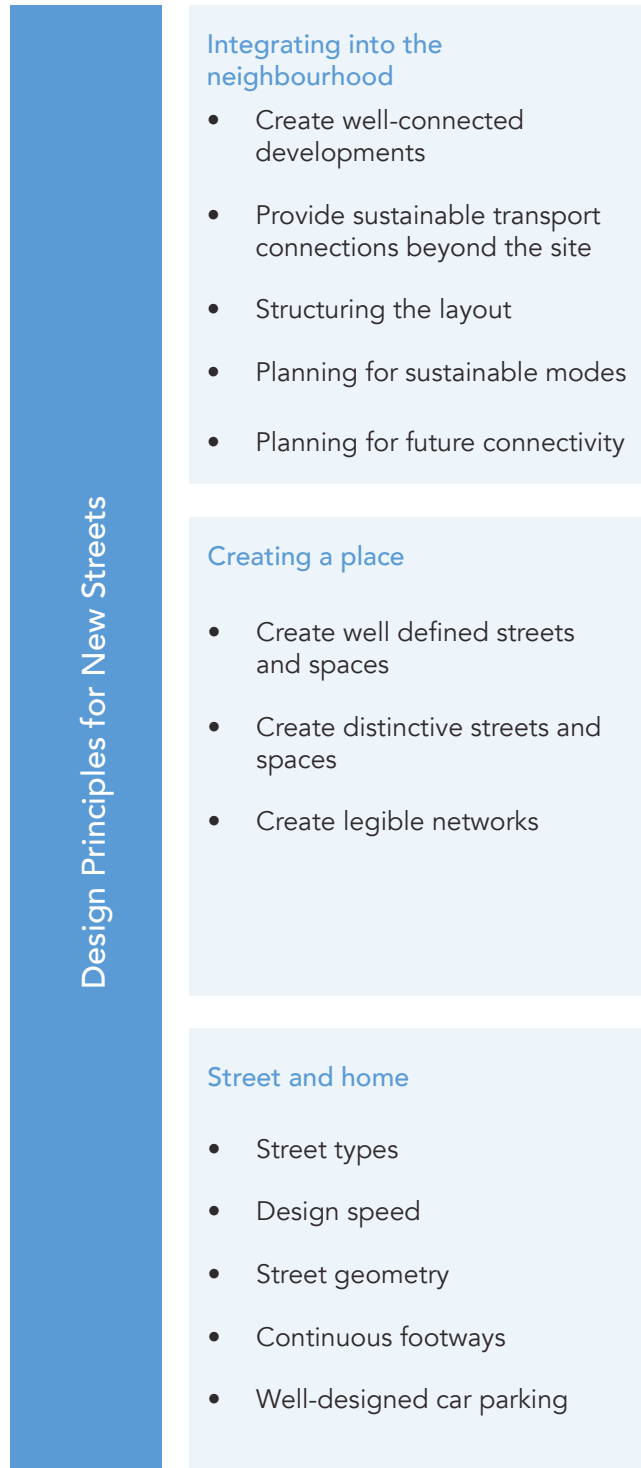 Design Principles for New Streets
Integrating into the
neighbourhood
• Create well-connected
developments
• Provide sustainable transport
connections beyond the site
• Structuring the layout
• Planning for sustainable modes
• Planning for future connectivity
Creating a place
• Create well defined streets
and spaces
• Create distinctive streets and
spaces
• Create legible networks
Street and home
• Street types
• Design speed
• Street geometry
• Continuous footways
• Well-designed car parking